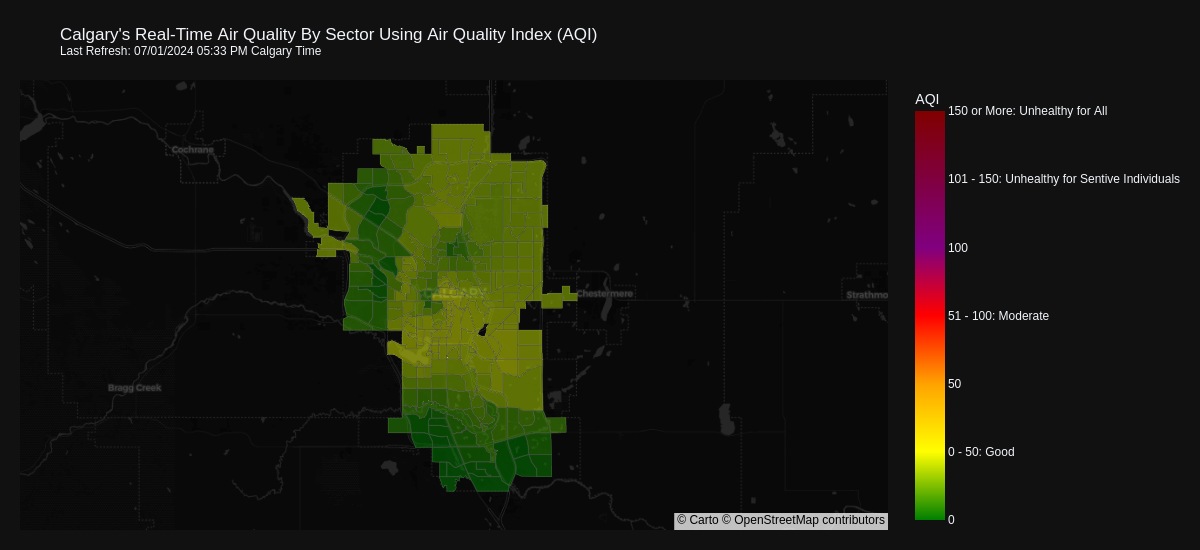 Calgary's Real-Time Air Quality By Sector Using Air Quality Index (AQI)
Last Refresh: 07/01/2024 05:33 PM Calgary Time
AQI
150 or More: Unhealthy for All
101 - 150: Unhealthy for Sentive Individuals
100
51 - 100: Moderate
50
0 - 50: Good
0
Cochrane
Chestermere
Strathmo
Bragg Creek
© Carto © OpenStreetMap contributors